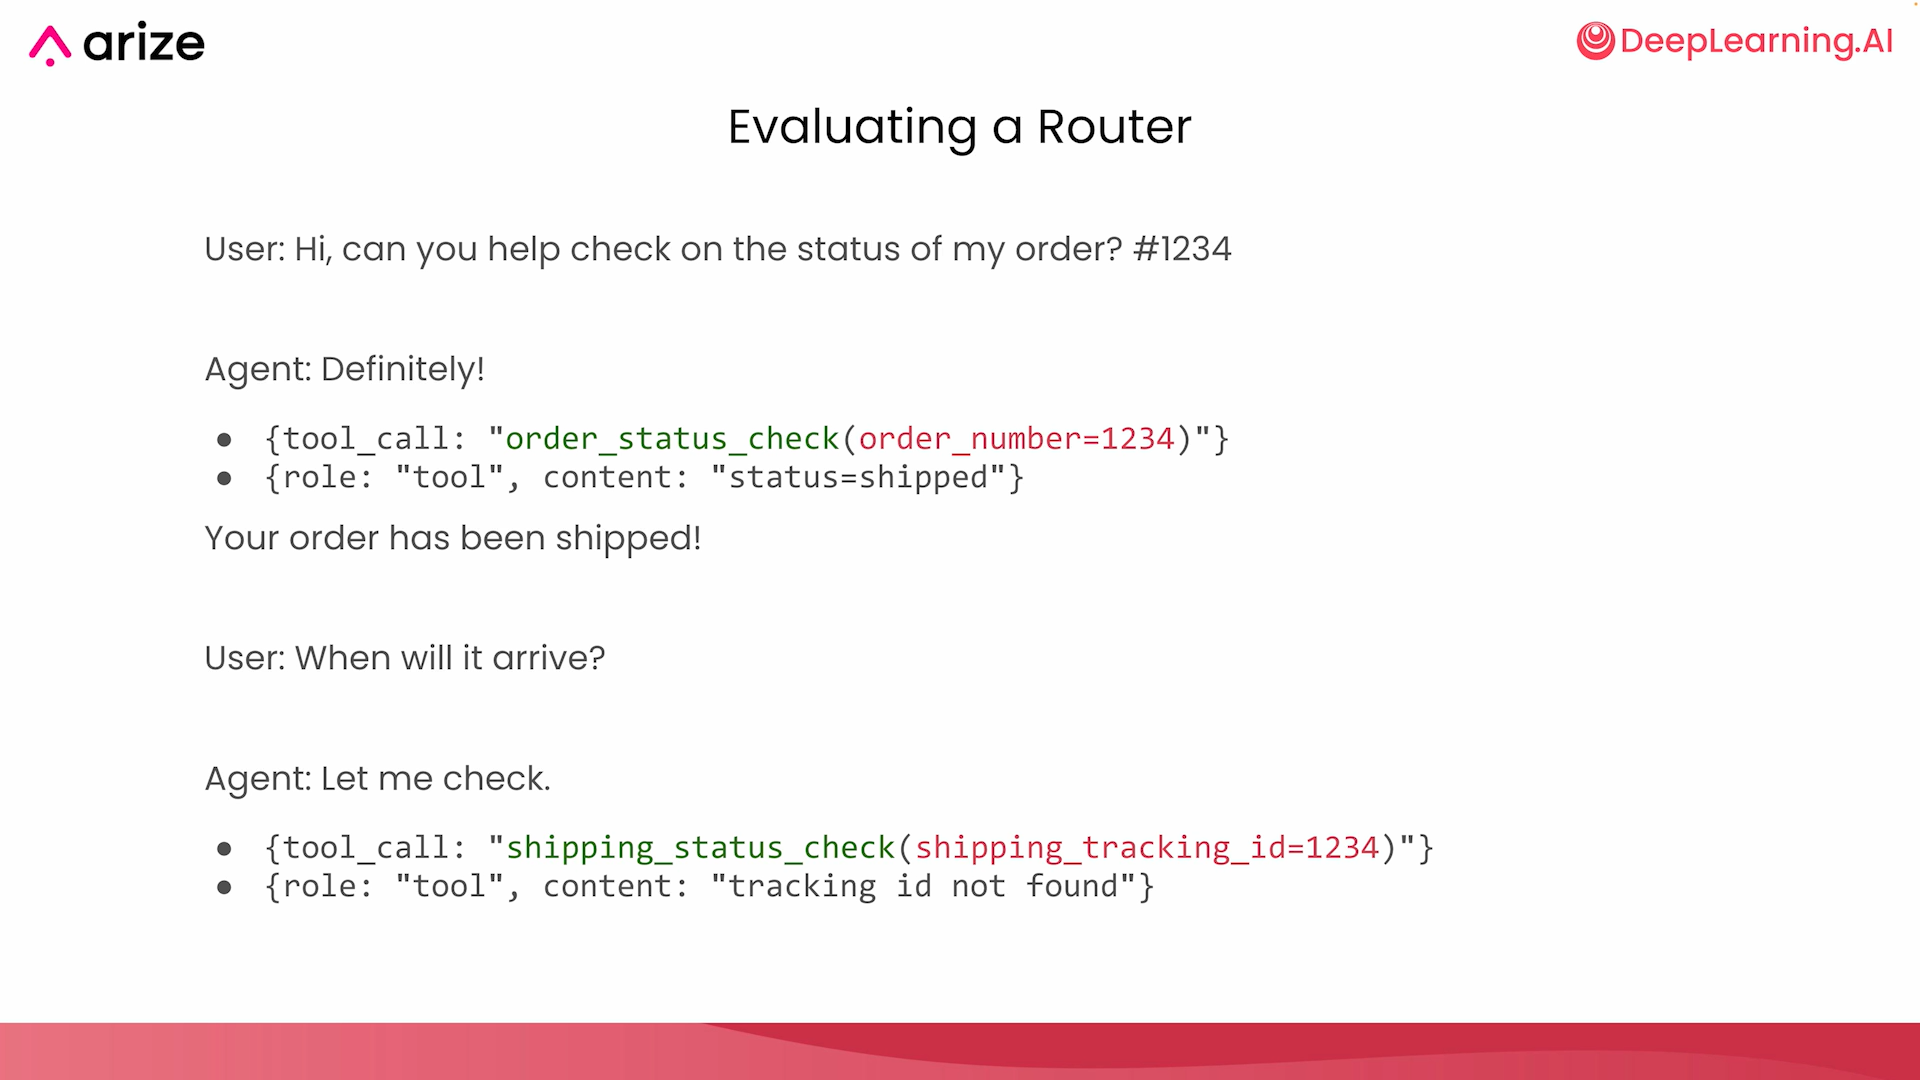 arize
DeepLearning.AI
Evaluating a Router
User: Hi, can you help check on the status of my order? #1234
Agent: Definitely!
● {tool_call: "order_status_check(order_number=1234)"}
● {role: "tool", content: "status=shipped"}
Your order has been shipped!
User: When will it arrive?
Agent: Let me check.
● {tool_call: "shipping_status_check(shipping_tracking_id=1234)"}
● {role: "tool", content: "tracking id not found"}